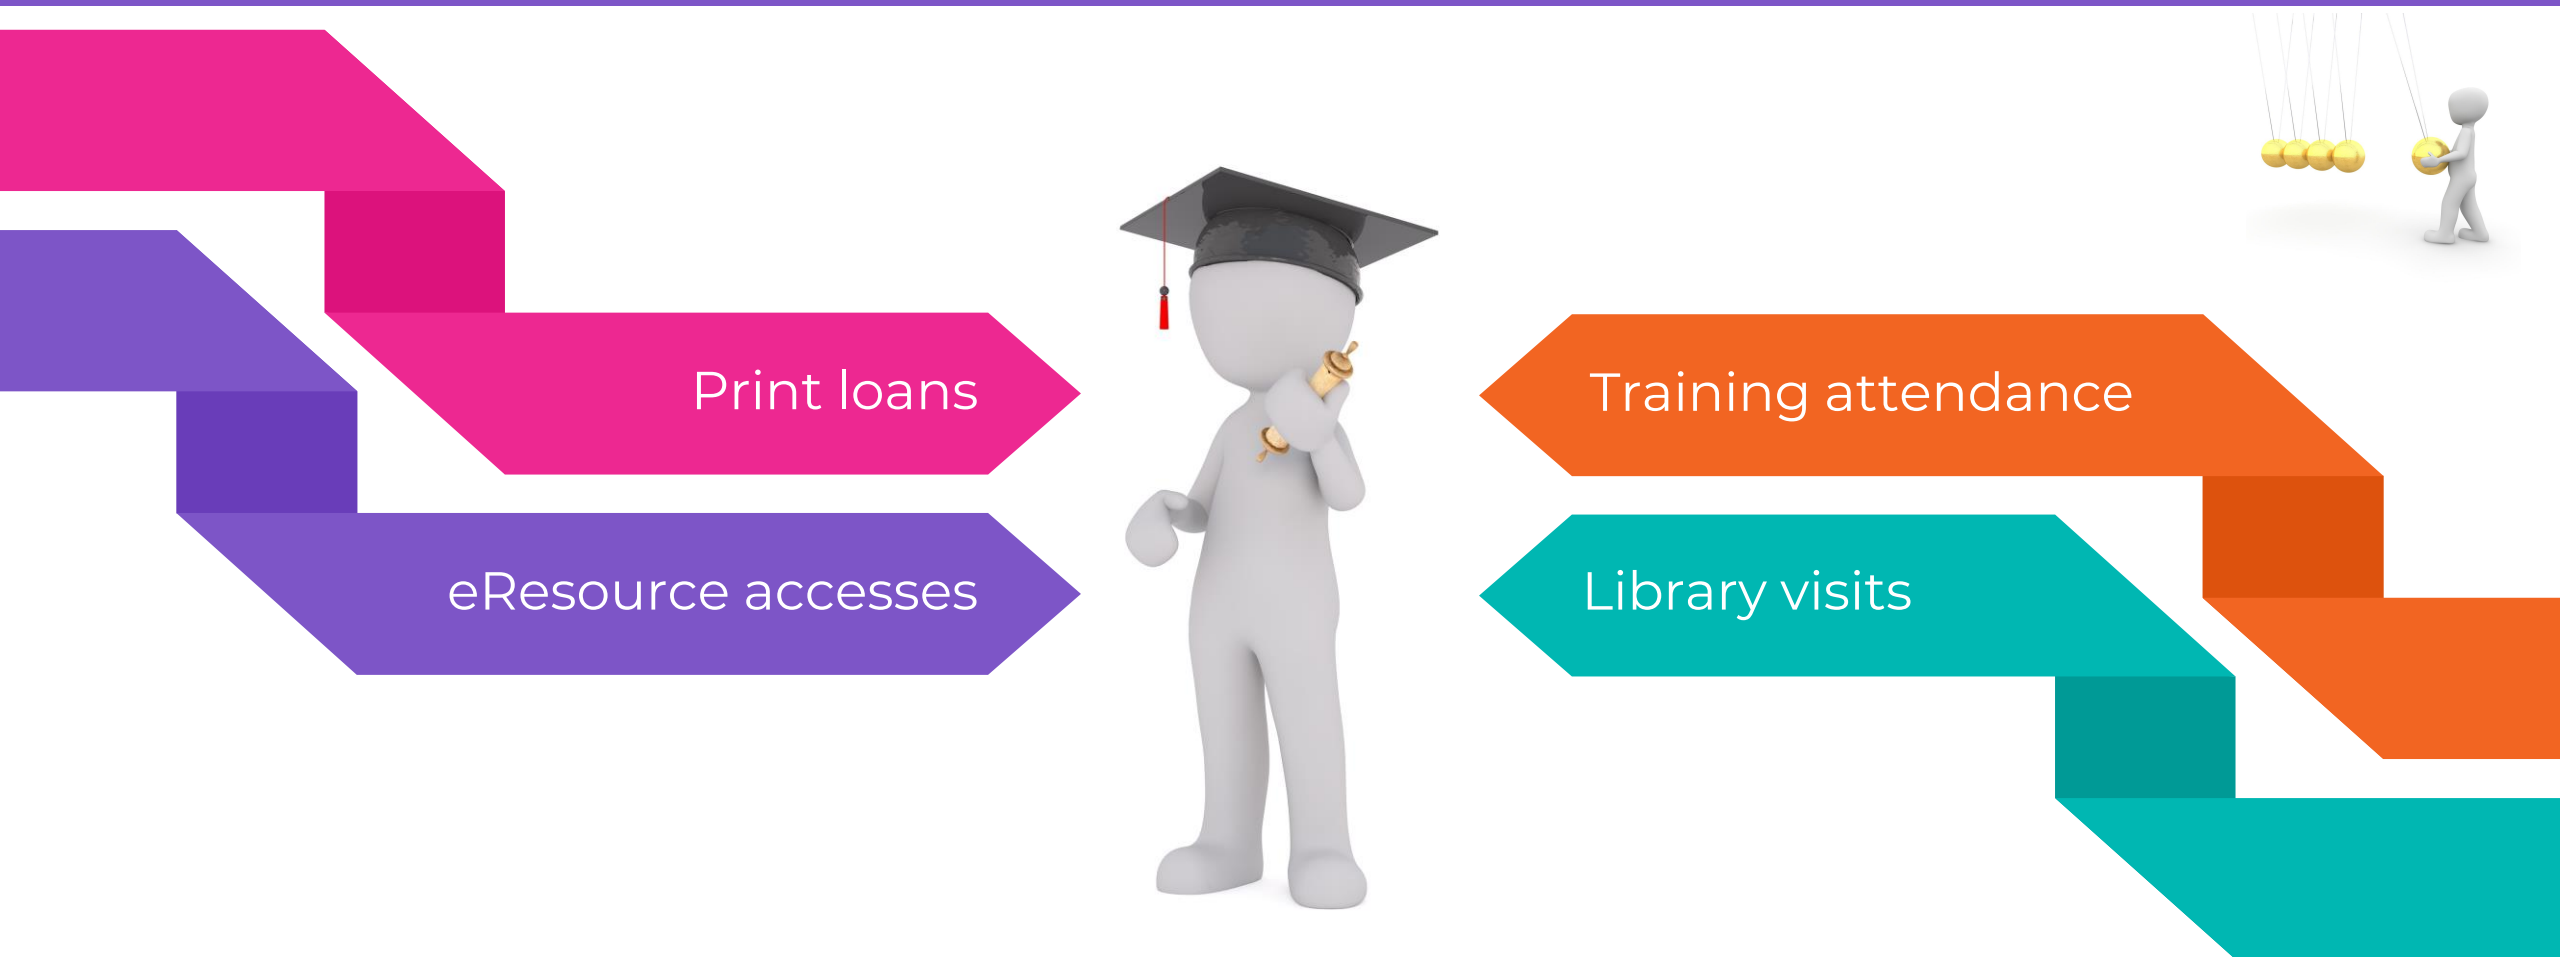 Print loans
eResource accesses
Training attendance
Library visits